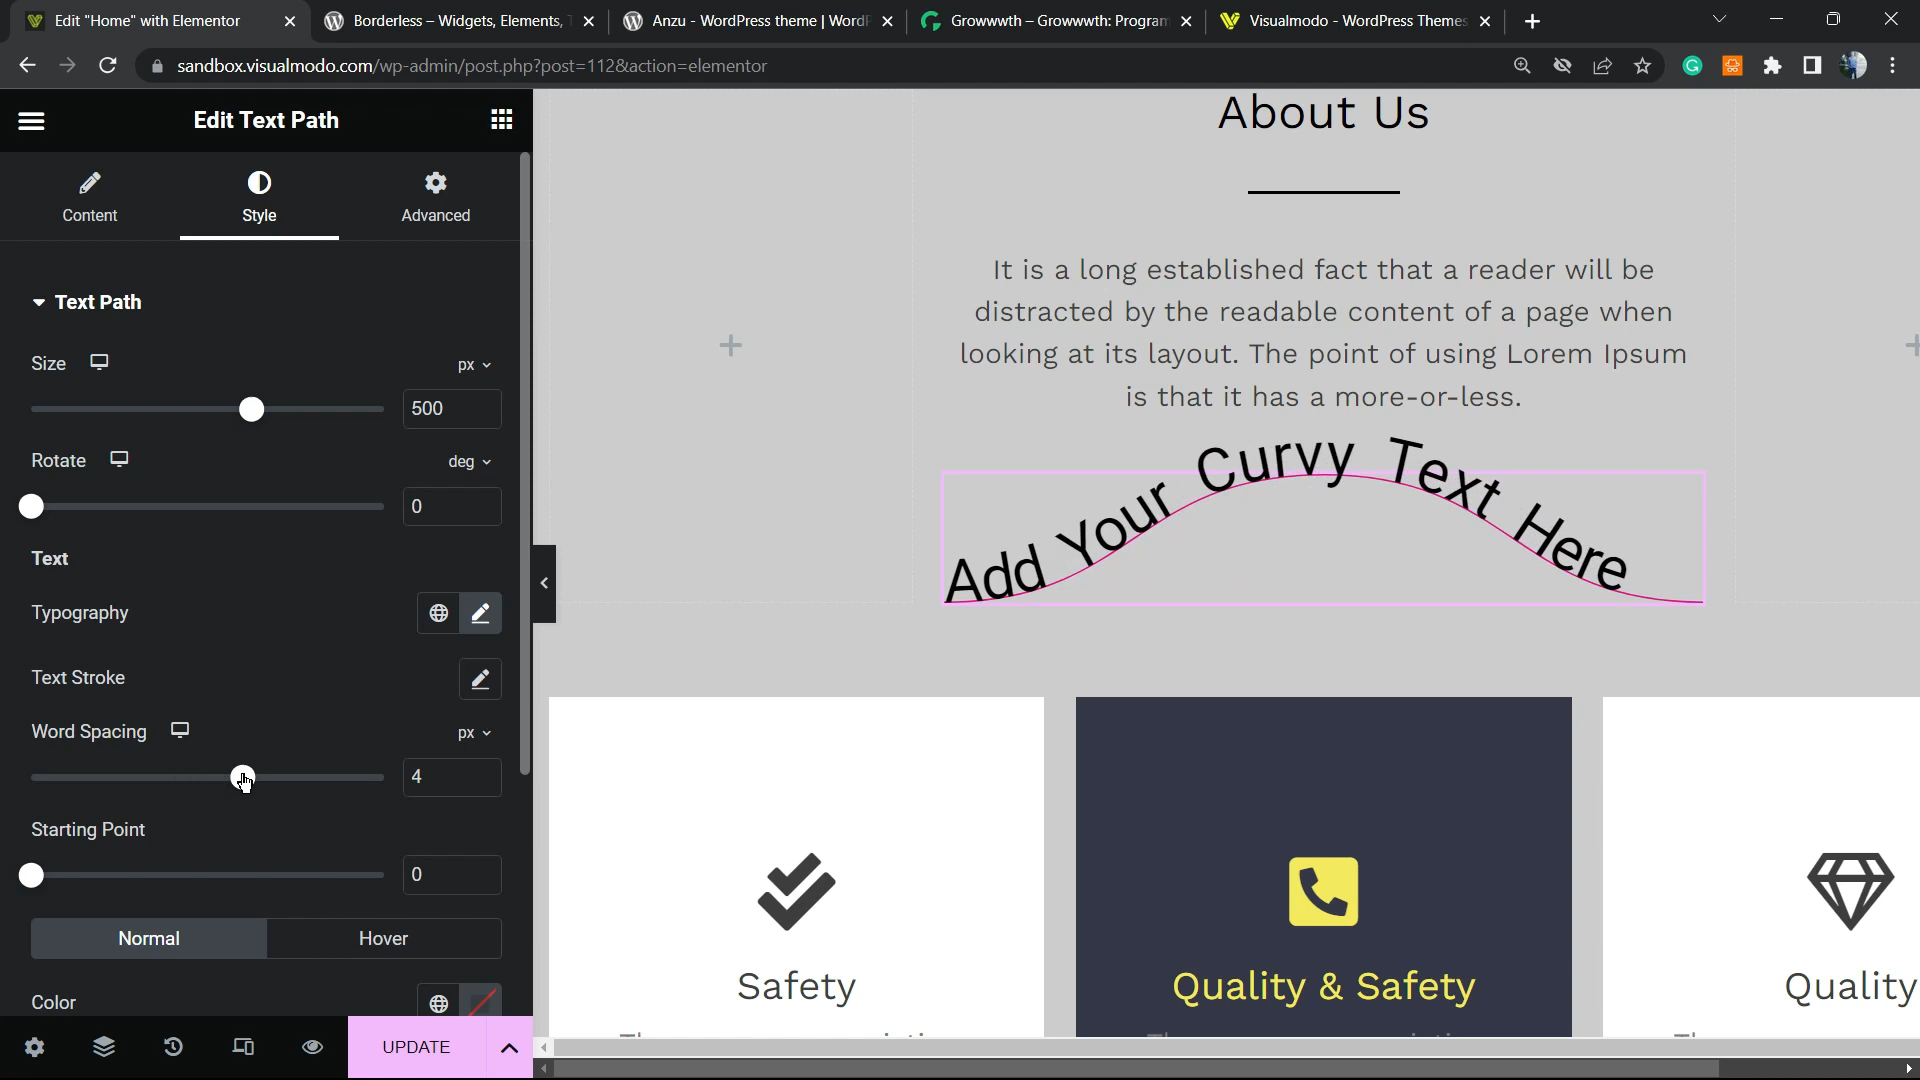 Edit "Home" with Elementor
Borderless – Widgets, Elements,
Anzu - WordPress theme | Word
Growwwth – Growwwth: Program
Visualmodo - WordPress Themes
sandbox.visualmodo.com/wp-admin/post.php?post=112&action=elementor
Edit Text Path
Content
Style
Advanced
Text Path
Size
px
500
Rotate
deg
0
Text
Typography
Text Stroke
Word Spacing
px
4
Starting Point
0
Normal
Hover
Color
UPDATE
About Us
It is a long established fact that a reader will be
distracted by the readable content of a page when
looking at its layout. The point of using Lorem Ipsum
is that it has a more-or-less.
Add Your Curvy Text Here
Safety
Quality & Safety
Quality